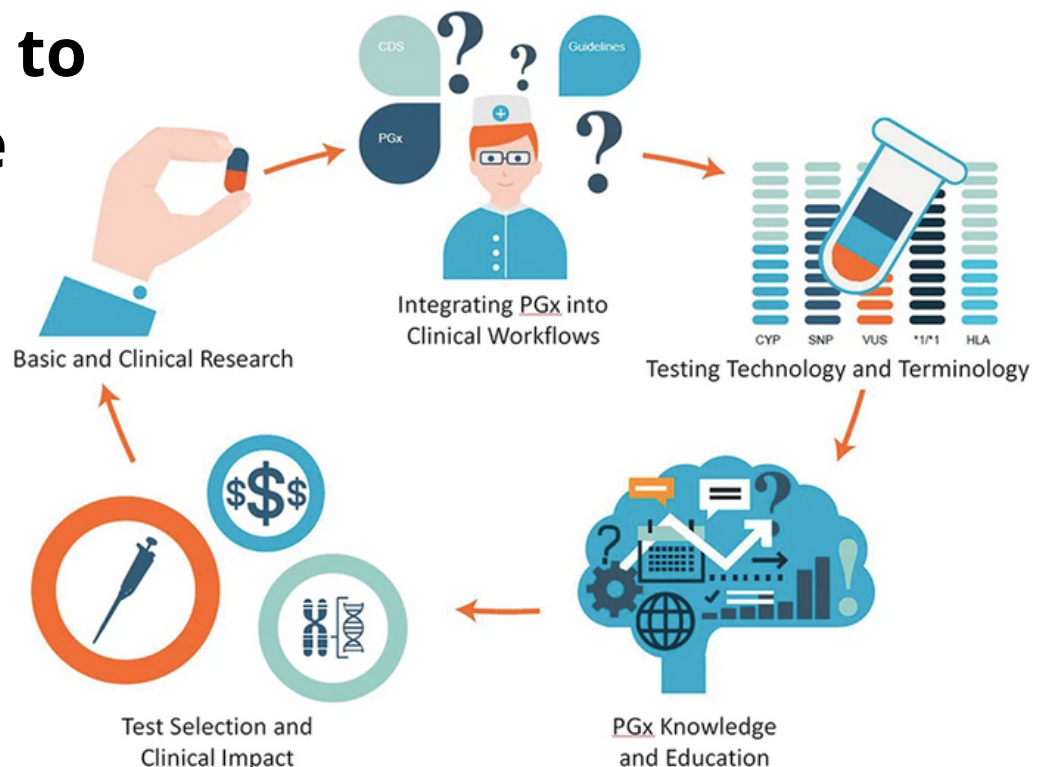 to
e
CDS
Guidelines
PGx
Integrating PGx into
Clinical Workflows
Basic and Clinical Research
CYP SNP VUS *1/*1 HLA
Testing Technology and Terminology
$$$
Test Selection and
Clinical Impact
PGx Knowledge
and Education